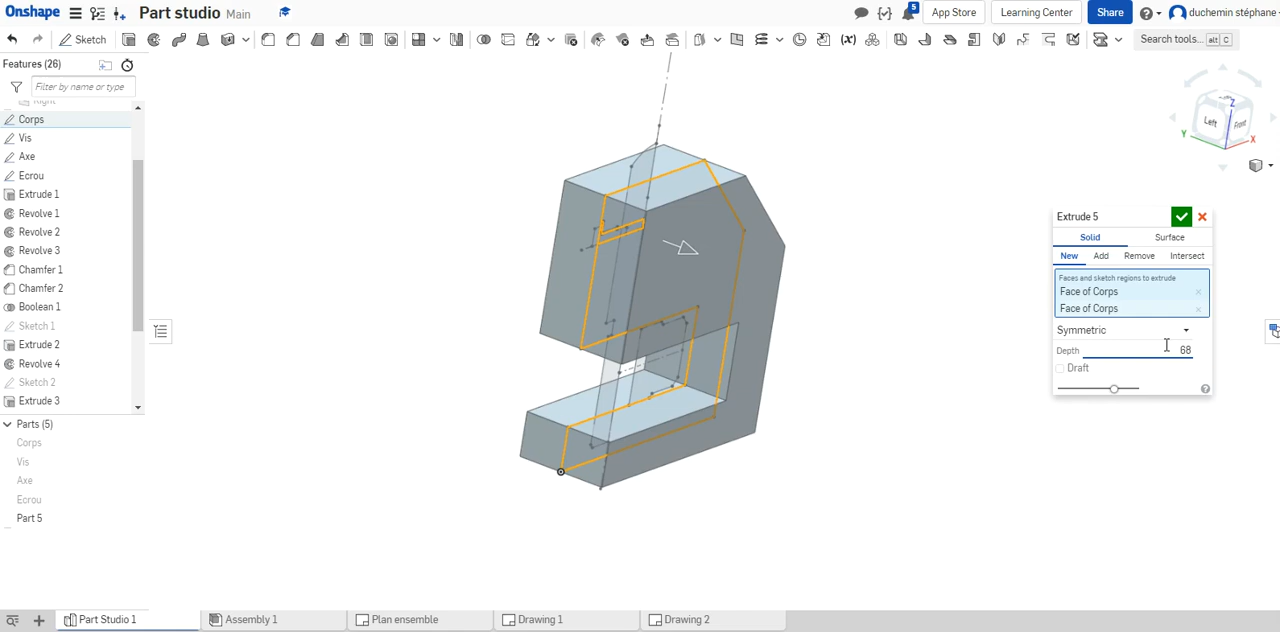 Onshape Part studio Main 5 App Store Learning Center Share duchemin stéphane
Sketch (x) Search tools... alt C
Features (26)
Filter by name or type
Right
Corps
Vis
Axe
Ecrou
Extrude 1
Revolve 1
Revolve 2
Revolve 3
Chamfer 1
Chamfer 2
Boolean 1
Sketch 1
Extrude 2
Revolve 4
Sketch 2
Extrude 3
Parts (5)
Corps
Vis
Axe
Ecrou
Part 5
Z
Left Front
Y X
Extrude 5
Solid Surface
New Add Remove Intersect
Faces and sketch regions to extrude
Face of Corps
Face of Corps
Symmetric
Depth 68
Draft
Part Studio 1 Assembly 1 Plan ensemble Drawing 1 Drawing 2